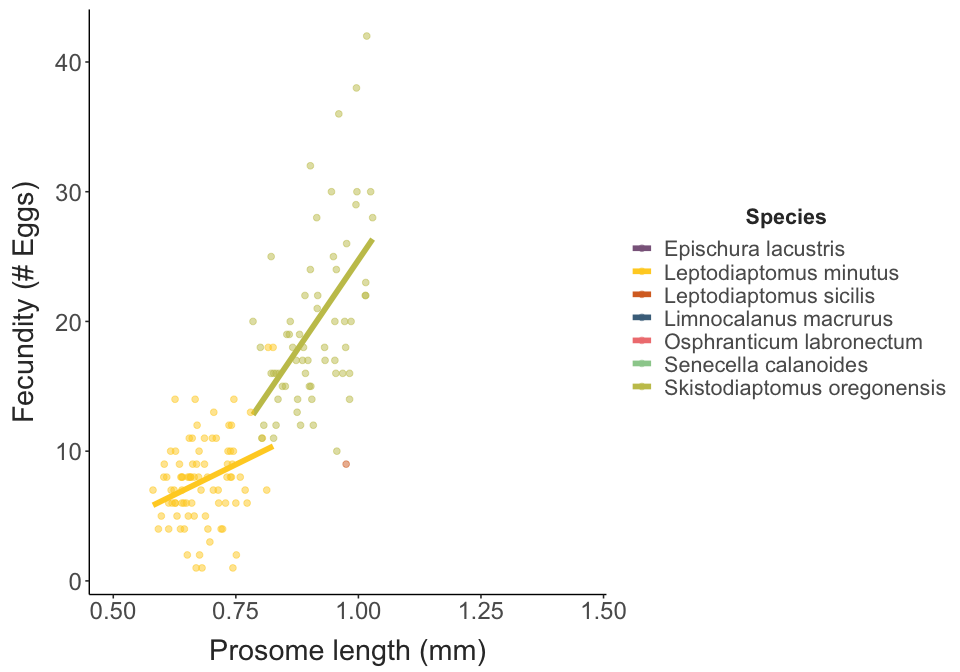 Fecundity (# Eggs)
40
30
20
10
0
0.50 0.75 1.00 1.25 1.50
Prosome length (mm)
Species
Epischura lacustris
Leptodiaptomus minutus
Leptodiaptomus sicilis
Limnocalanus macrurus
Osphranticum labronectum
Senecella calanoides
Skistodiaptomus oregonensis